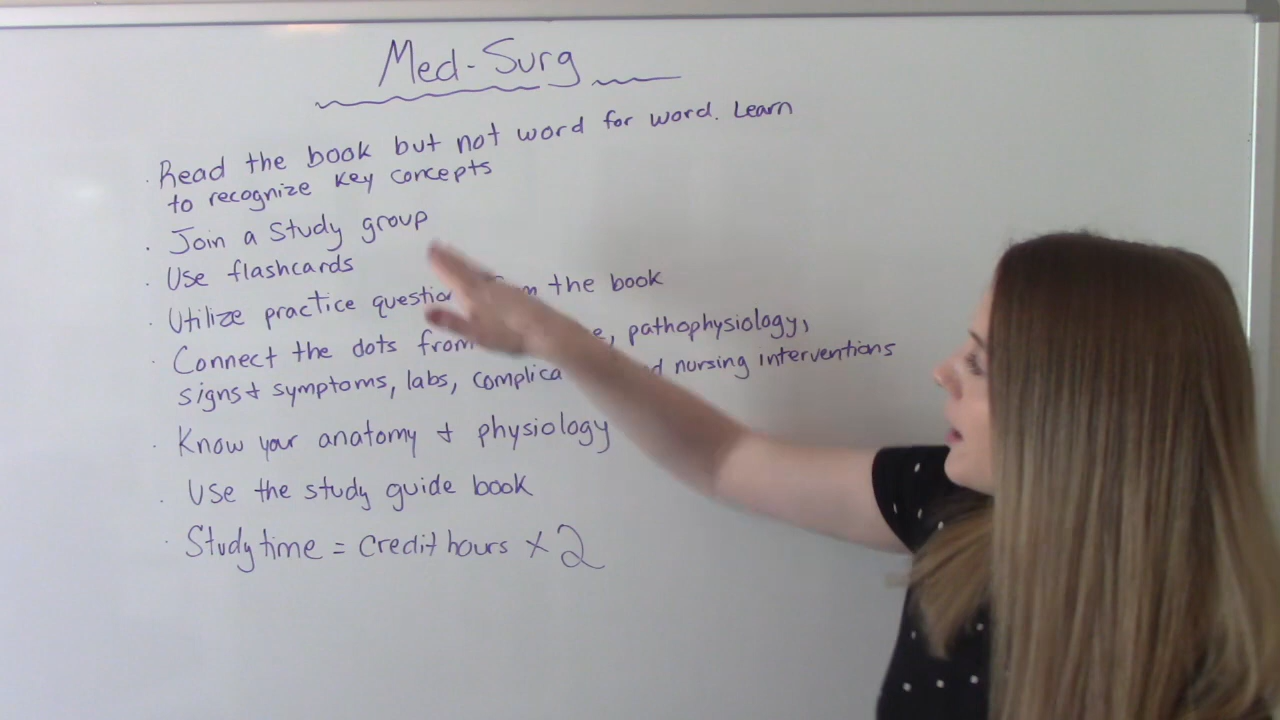 Med-Surg
Read the book but not word for word. Learn
to recognize key concepts
Join a study group
Use flashcards
Utilize practice the book
Connect the dots from pathophysiology,
signs + symptoms, labs, nursing interventions
Know your anatomy + physiology
Use the study guide book
Study time = credit hours × 2